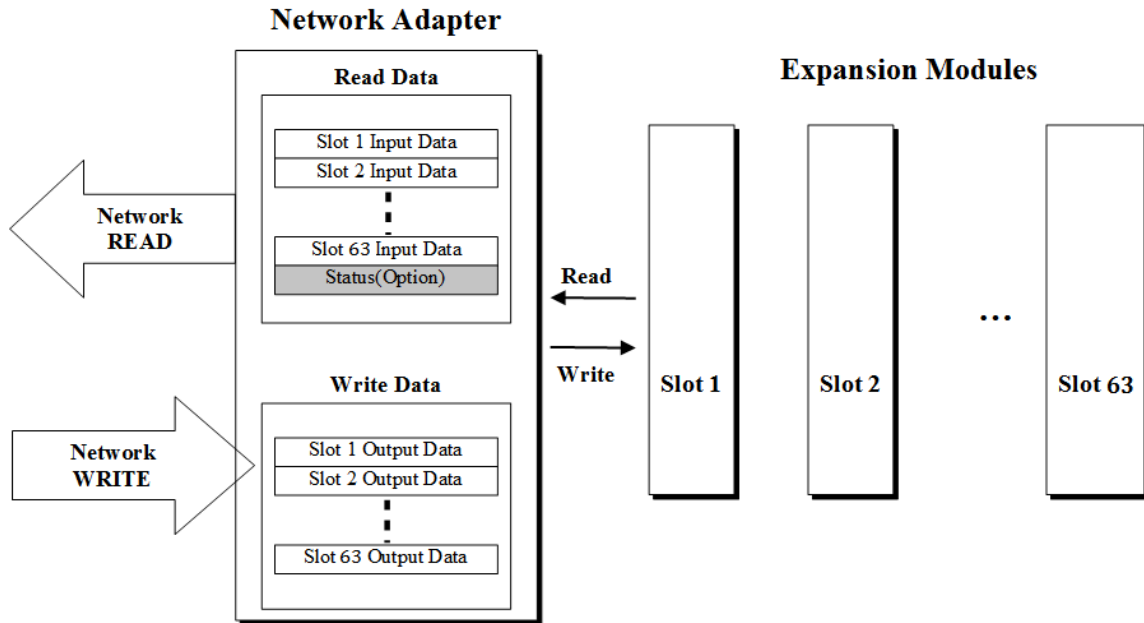 Network Adapter
Read Data
Slot 1 Input Data
Slot 2 Input Data
Slot 63 Input Data
Status(Option)
Network
READ
Write Data
Slot 1 Output Data
Slot 2 Output Data
Slot 63 Output Data
Network
WRITE
Read
Write
Expansion Modules
Slot 1
Slot 2
...
Slot 63